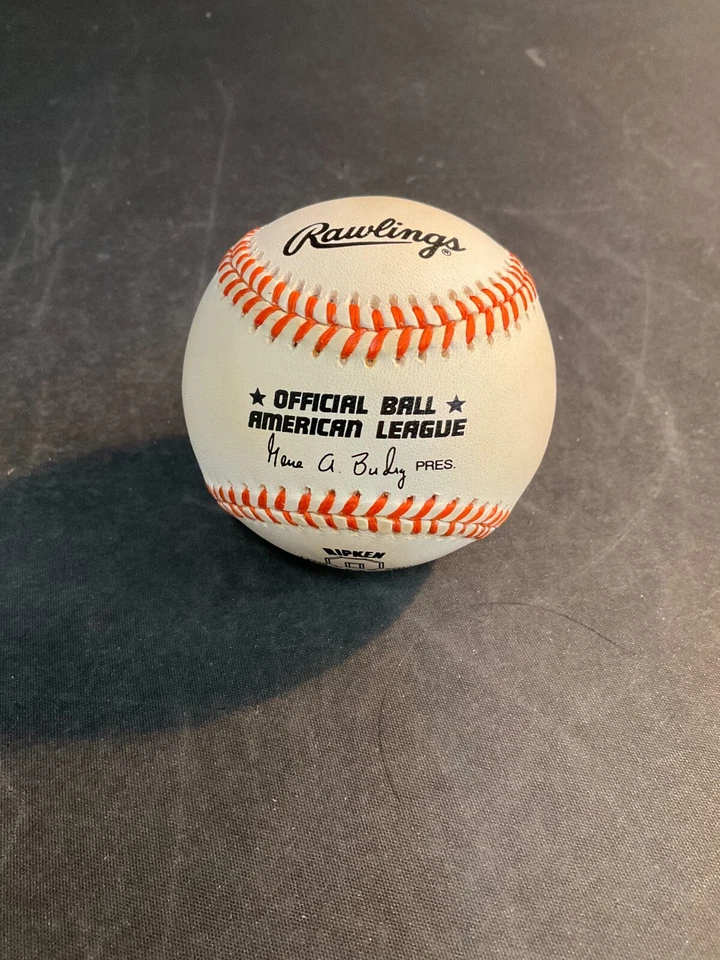 Rawlings®
★ OFFICIAL BALL ★
AMERICAN LEAGUE
Gene A. Budig PRES.
RIPKEN